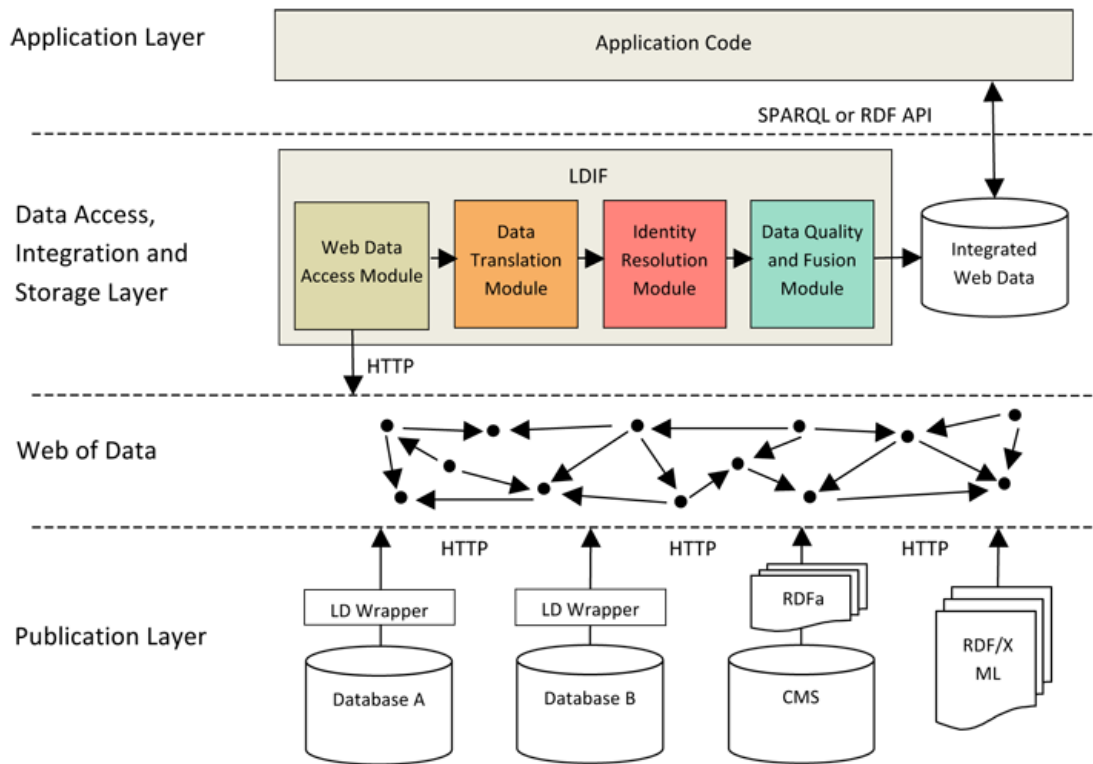 Application Layer
Application Code
SPARQL or RDF API
Data Access,
Integration and
Storage Layer
LDIF
Web Data
Access Module
Data
Translation
Module
Identity
Resolution
Module
Data Quality
and Fusion
Module
Integrated
Web Data
HTTP
Web of Data
HTTP
HTTP
HTTP
Publication Layer
LD Wrapper
LD Wrapper
RDFa
RDF/X
ML
Database A
Database B
CMS